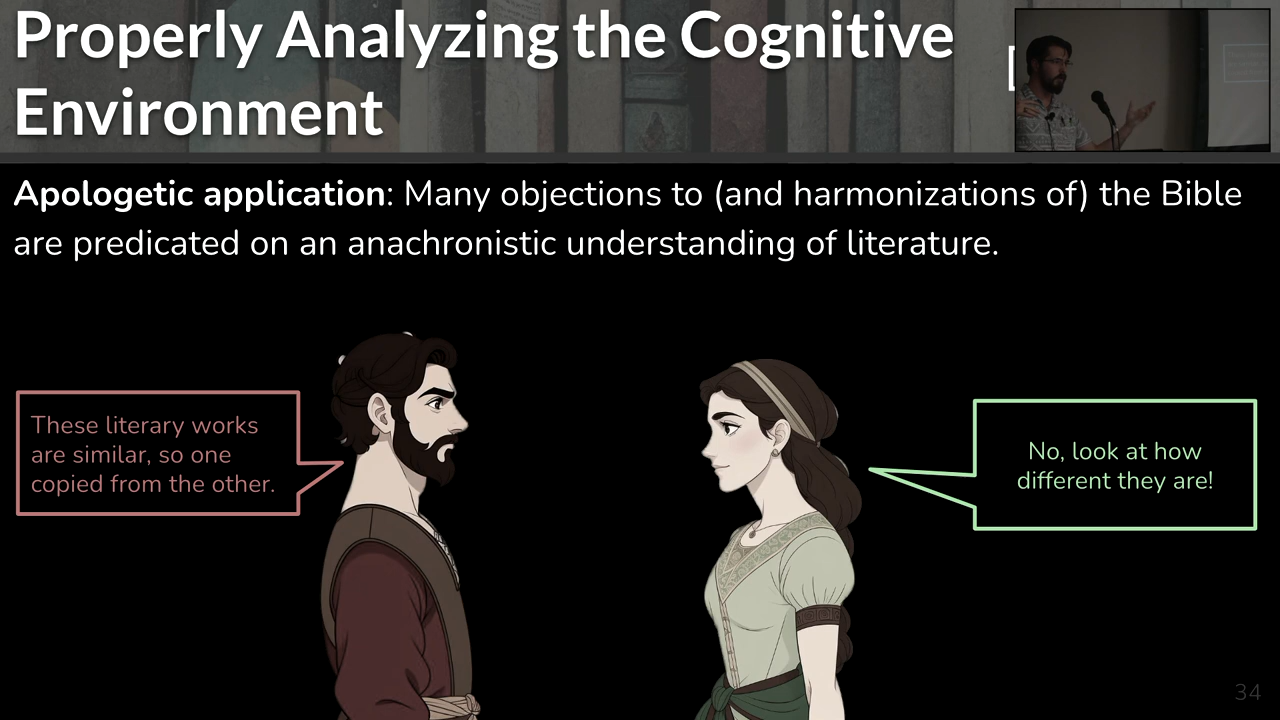 Properly Analyzing the Cognitive
Environment
Apologetic application: Many objections to (and harmonizations of) the Bible
are predicated on an anachronistic understanding of literature.
These literary works
are similar, so one
copied from the other.
No, look at how
different they are!
34